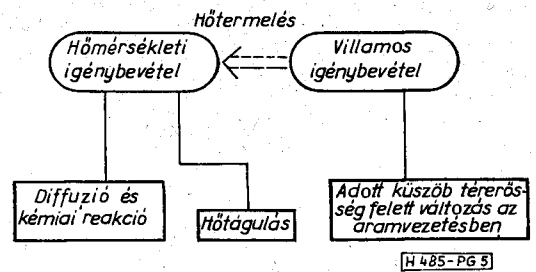 Hőtermelés
Hőmérsékleti
igénybevétel
Villamos
igénybevétel
Diffuzió és
kémiai reakció
Hőtágulás
Adott küszöb térerős-
ség felett változás az
áramvezetésben
H 485-PG 5